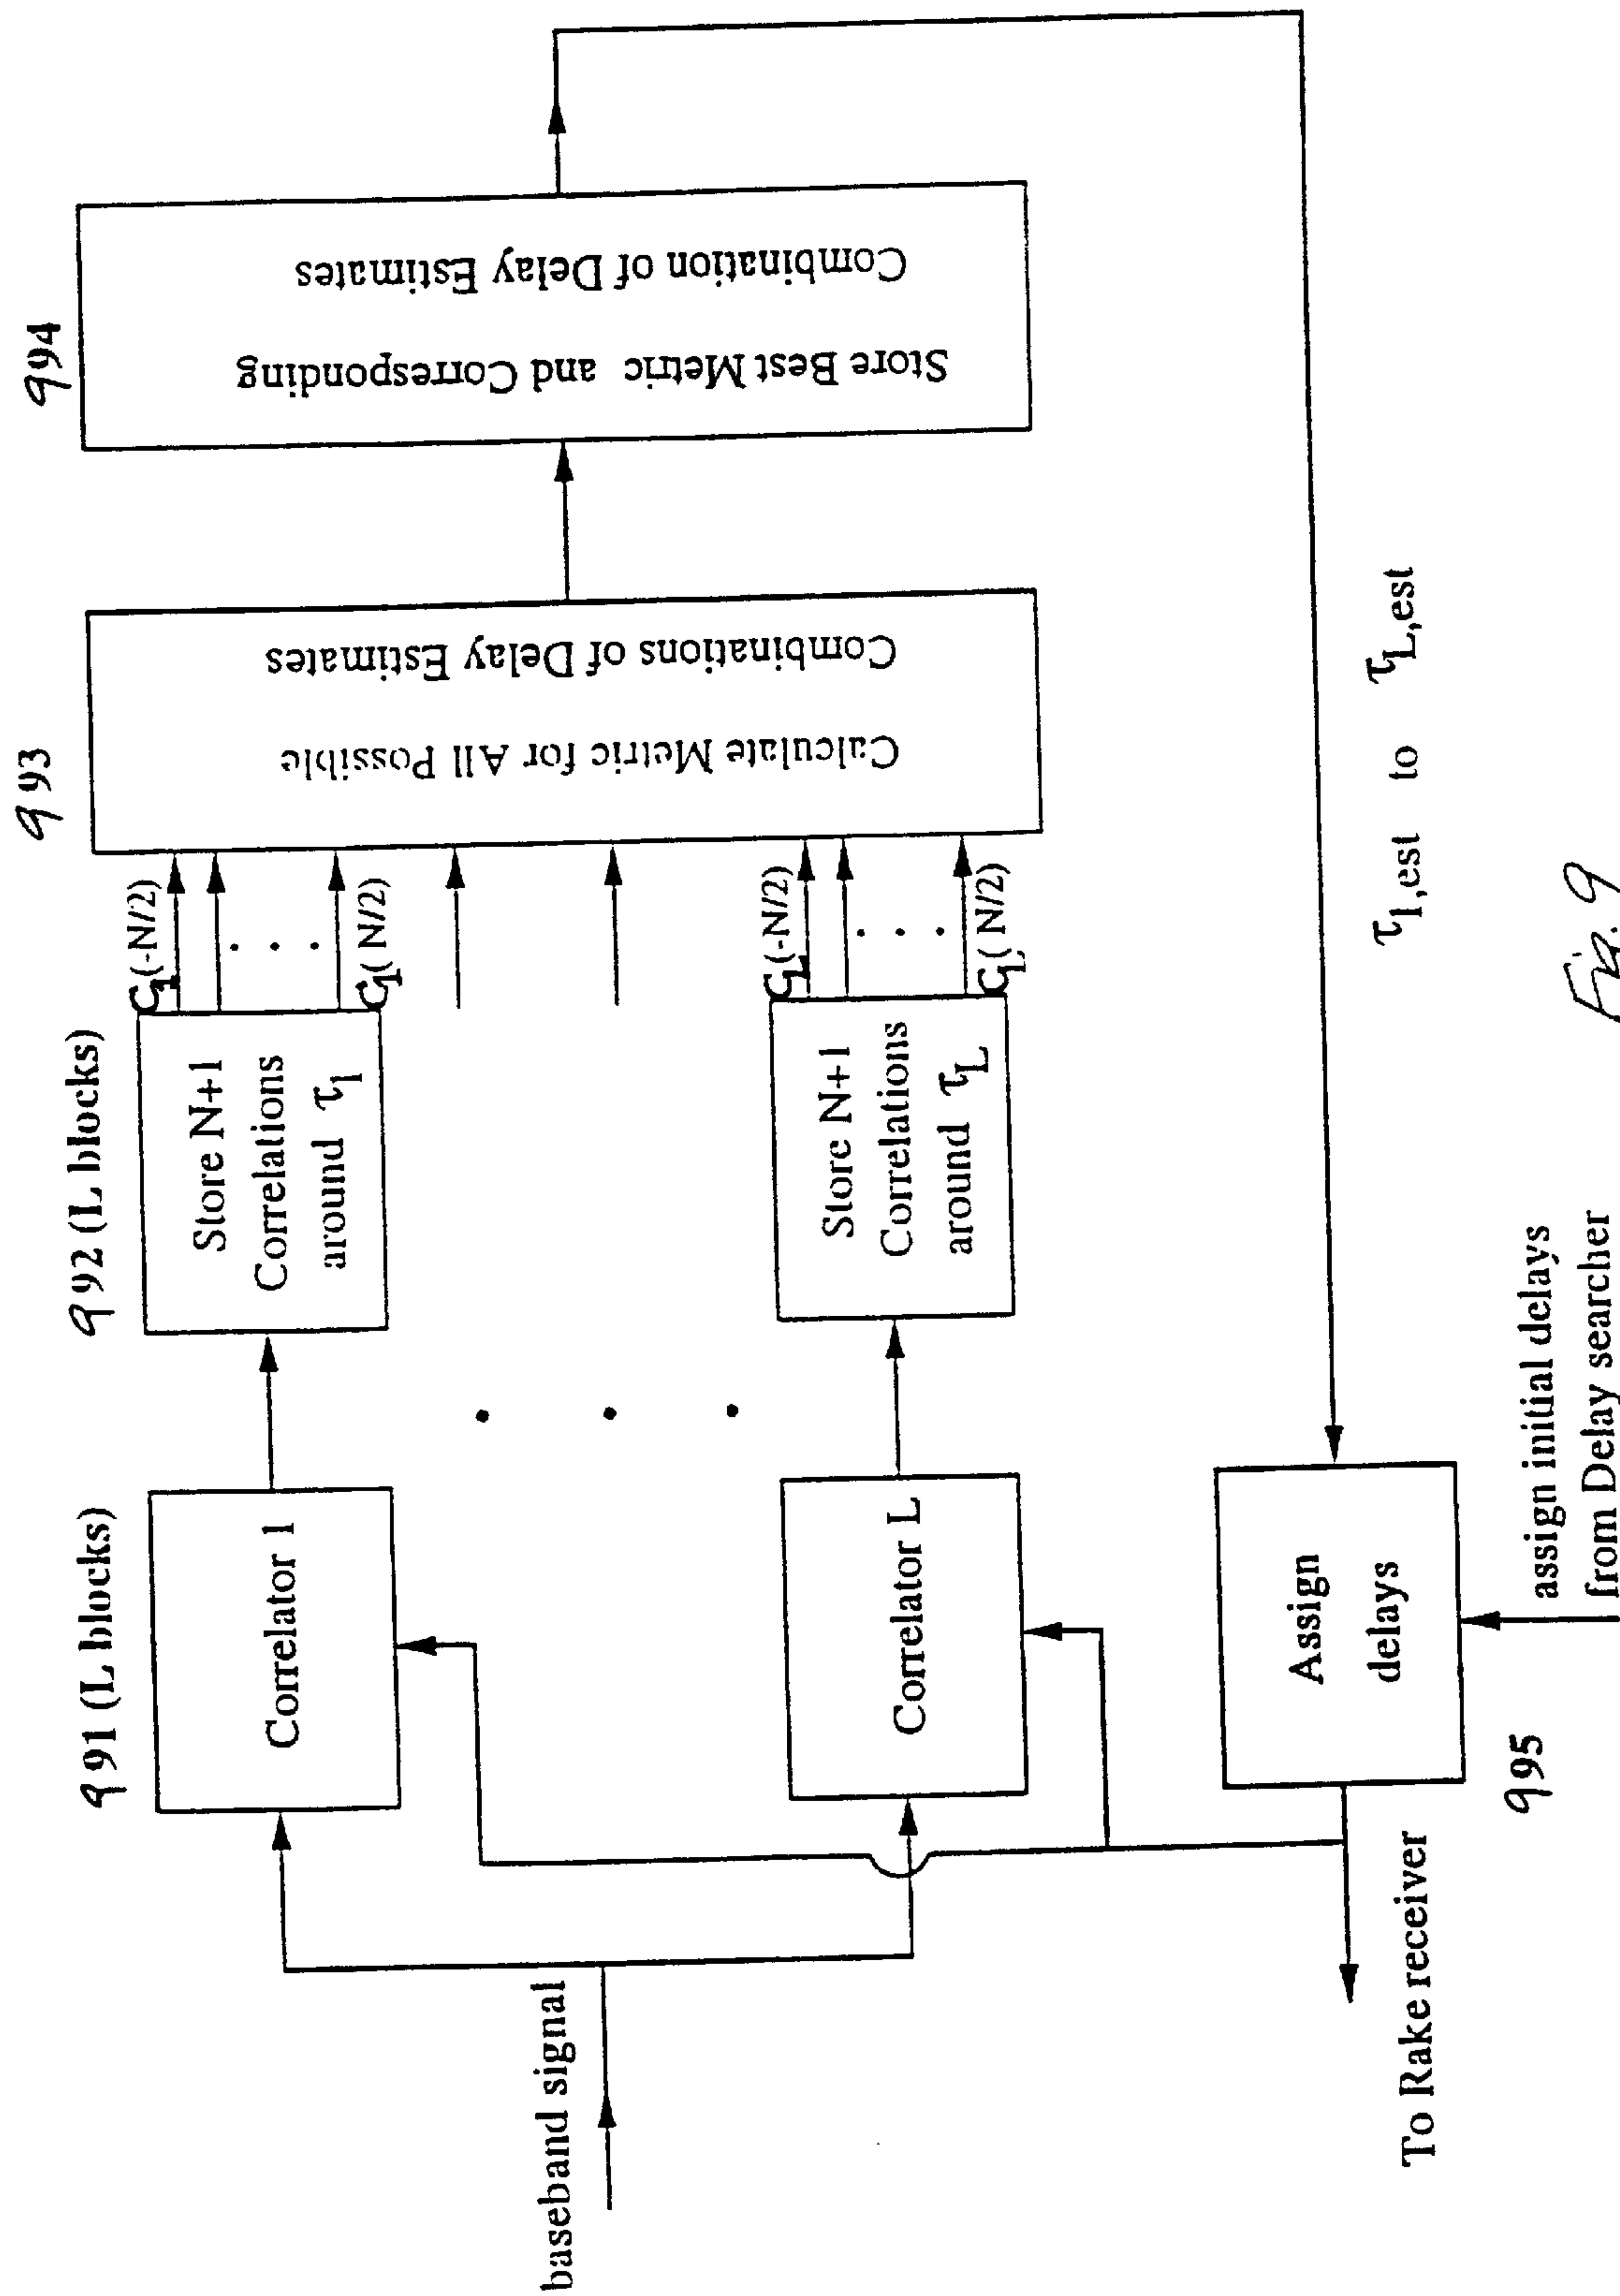 991 (L blocks)
992 (L blocks)
993
994
baseband signal
Correlator 1
Store N+1
Correlations
around τ1
C1(-N/2)
. . .
C1( N/2)
Calculate Metric for All Possible
Combinations of Delay Estimates
Store Best Metric and Corresponding
Combination of Delay Estimates
. . .
Correlator L
Store N+1
Correlations
around τL
CL(-N/2)
. . .
CL( N/2)
Assign
delays
995
To Rake receiver
assign initial delays
from Delay searcher
τ1,est to τL,est
Fig. 9